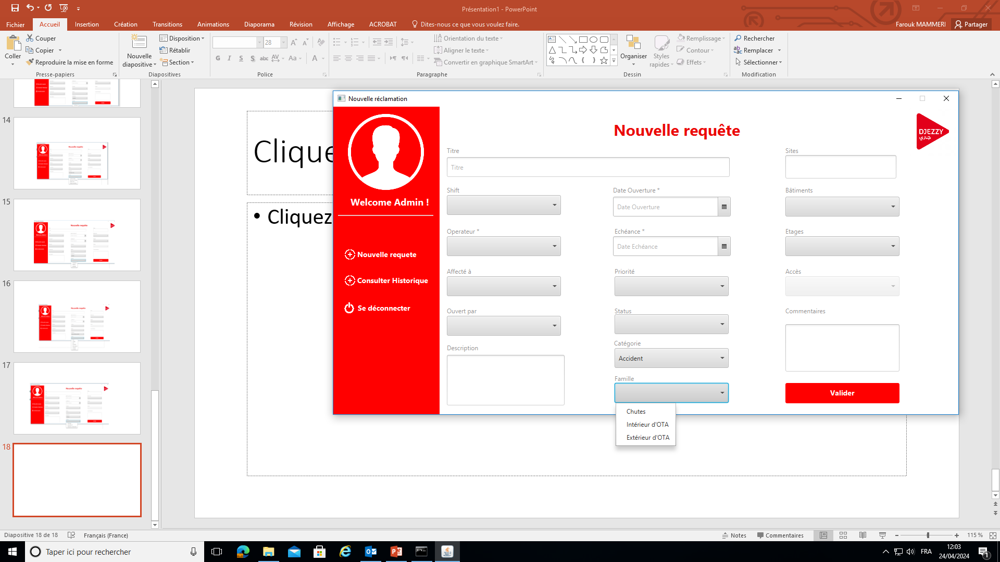 Présentation1 - PowerPoint
Fichier
Accueil
Insertion
Création
Transitions
Animations
Diaporama
Révision
Affichage
ACROBAT
Dites-nous ce que vous voulez faire.
Farouk MAMMERI
Partager
Coller
Couper
Copier
Reproduire la mise en forme
Presse-papiers
Nouvelle diapositive
Disposition
Rétablir
Section
Diapositives
28
G I S S abc AV Aa A
Police
Orientation du texte
Aligner le texte
Convertir en graphique SmartArt
Paragraphe
Organiser
Styles rapides
Remplissage
Contour
Effets
Dessin
Rechercher
Remplacer
Sélectionner
Modification
14
15
16
17
18
Clique
• Cliquez
Nouvelle réclamation
Welcome Admin !
Nouvelle requete
Consulter Historique
Se déconnecter
Nouvelle requête
DJEZZY
جازي
Titre
Titre
Sites
Shift
Date Ouverture *
Date Ouverture
Bâtiments
Operateur *
Echéance *
Date Echéance
Etages
Affecté à
Priorité
Accès
Ouvert par
Status
Commentaires
Catégorie
Accident
Description
Famille
Chutes
Intérieur d'OTA
Extérieur d'OTA
Valider
Diapositive 18 de 18
Français (France)
Notes
Commentaires
115 %
Taper ici pour rechercher
FRA
12:03
24/04/2024
1